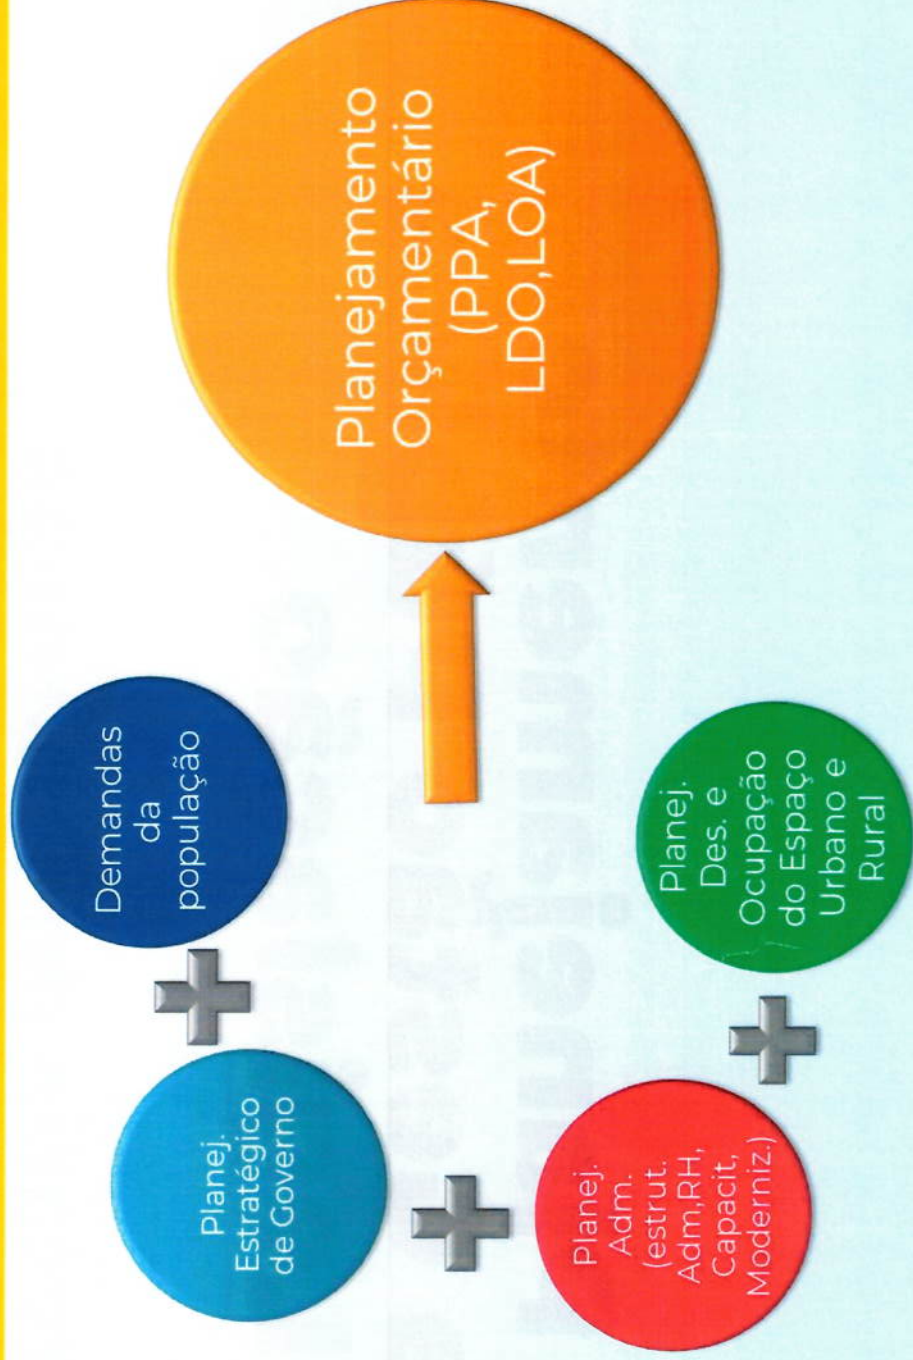 Demandas
da
população
Planej.
Estratégico
de Governo
Planej.
Adm.
(estrut.
Adm,RH,
Capacit,
Moderniz.)
Planej.
Des. e
Ocupação
do Espaço
Urbano e
Rural
Planejamento
Orçamentário
(PPA,
LDO,LOA)